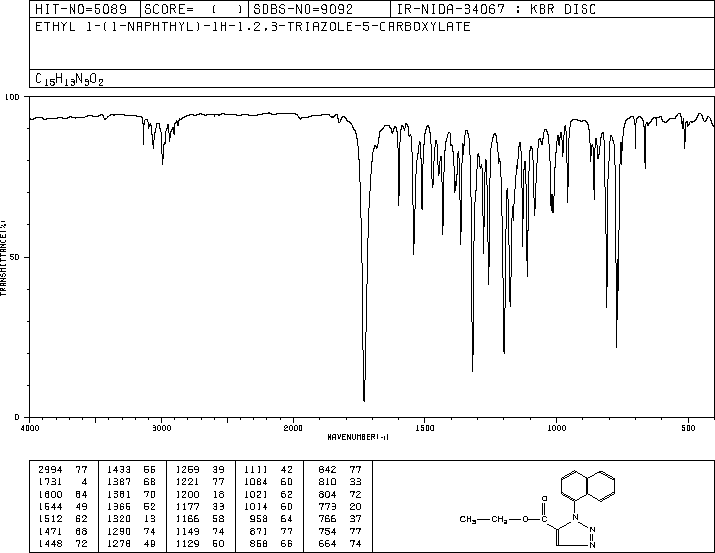 HIT-NO=5089 SCORE= ( ) SDBS-NO=9092 IR-NIDA-34067 : KBR DISC
ETHYL 1-(1-NAPHTHYL)-1H-1,2,3-TRIAZOLE-5-CARBOXYLATE
C15H13N3O2
100
50
0
TRANSMITTANCE(%)
4000 3000 2000 1500 1000 500
WAVENUMBER(-1)
2994 77 1433 55 1259 39 1111 42 842 77
1731 4 1387 68 1221 77 1084 60 810 33
1600 64 1381 70 1200 18 1021 62 804 72
1544 49 1365 52 1177 33 1014 60 773 20
1512 62 1320 13 1166 58 958 64 766 37
1471 68 1290 74 1149 74 871 77 754 77
1448 72 1278 49 1129 50 858 66 664 74
O
CH3 CH2 O C N
N
N